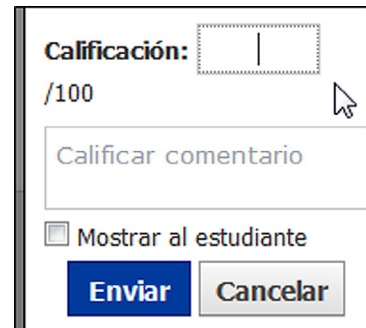 Calificación:
/100
Calificar comentario
Mostrar al estudiante
Enviar Cancelar